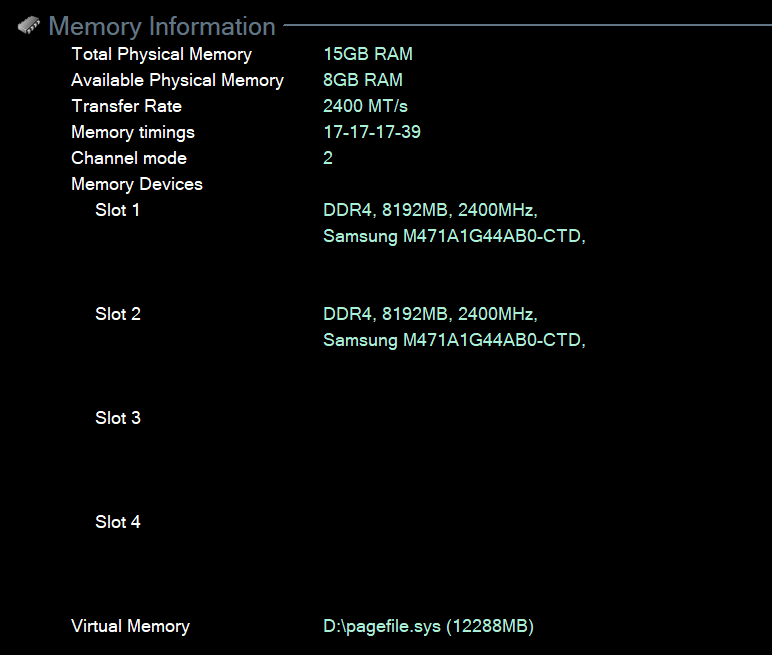 Memory Information
Total Physical Memory 15GB RAM
Available Physical Memory 8GB RAM
Transfer Rate 2400 MT/s
Memory timings 17-17-17-39
Channel mode 2
Memory Devices
Slot 1 DDR4, 8192MB, 2400MHz,
Samsung M471A1G44AB0-CTD,
Slot 2 DDR4, 8192MB, 2400MHz,
Samsung M471A1G44AB0-CTD,
Slot 3
Slot 4
Virtual Memory D:\pagefile.sys (12288MB)